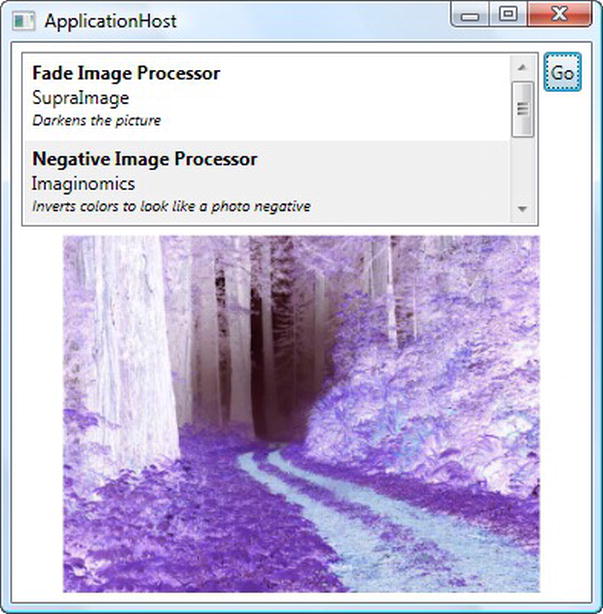 ApplicationHost
Fade Image Processor
SupraImage
Darkens the picture
Go
Negative Image Processor
Imaginomics
Inverts colors to look like a photo negative